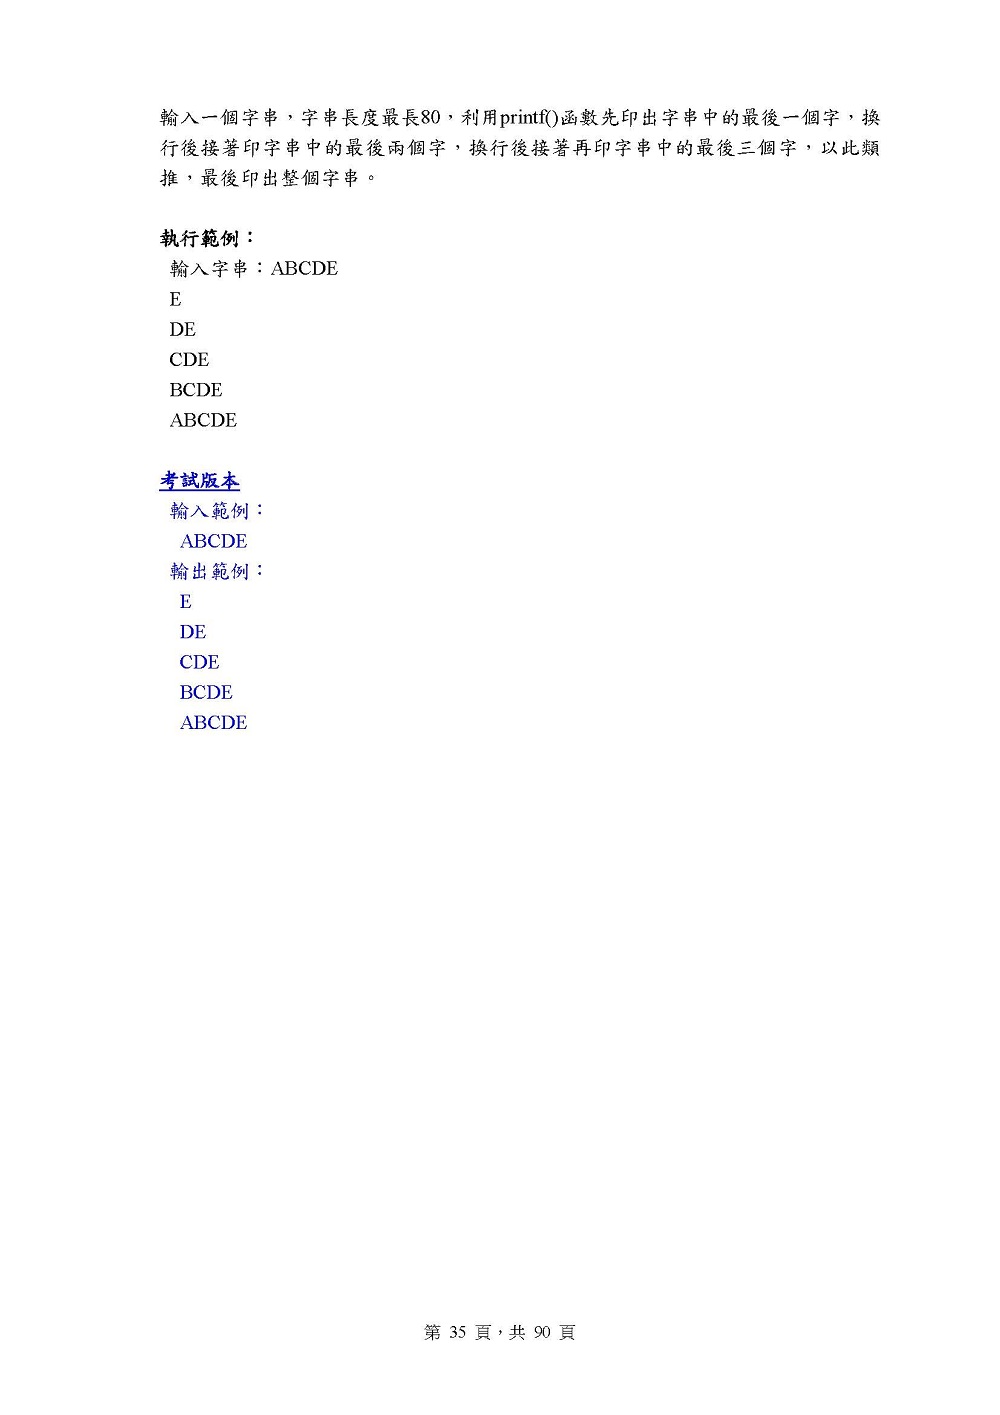 輸入一個字串，字串長度最長80，利用printf()函數先印出字串中的最後一個字，換
行後接著印字串中的最後兩個字，換行後接著再印字串中的最後三個字，以此類
推，最後印出整個字串。
執行範例：
輸入字串：ABCDE
E
DE
CDE
BCDE
ABCDE
考試版本
輸入範例：
ABCDE
輸出範例：
E
DE
CDE
BCDE
ABCDE
第 35 頁，共 90 頁